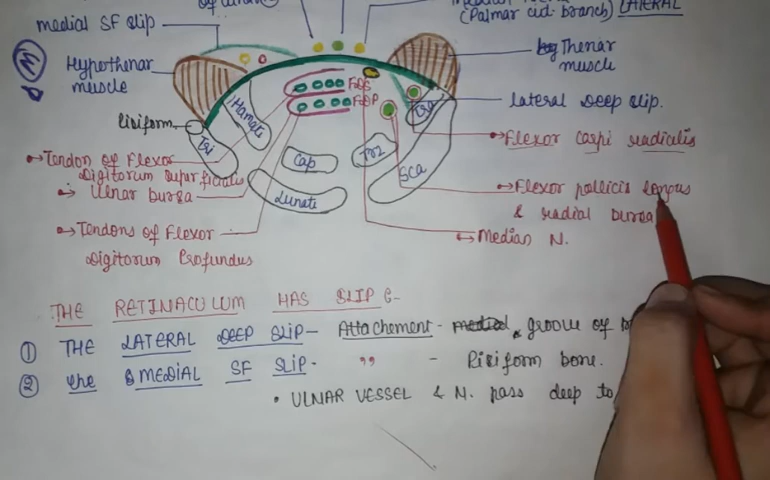 (Palmar cut. branch) LATERAL
medial SF slip
Hypothenar
muscle
Thenar
muscle
lateral Deep slip.
FDS
FDP
Hamate
Pisiform
Tri
Cap
Lunate
Tra
Sca
Flexor Carpi radialis
Tendon of Flexor
Digitorum superficialis
Ulnar bursa
Flexor pollicis longus
& radial bursa
Tendons of Flexor
Digitorum Profundus
Median N.
THE RETINACULUM HAS SLIP
① THE LATERAL DEEP SLIP- Attachement - groove of
② the MEDIAL SF SLIP- " - Pisiform bone.
• ULNAR VESSEL & N. pass deep to